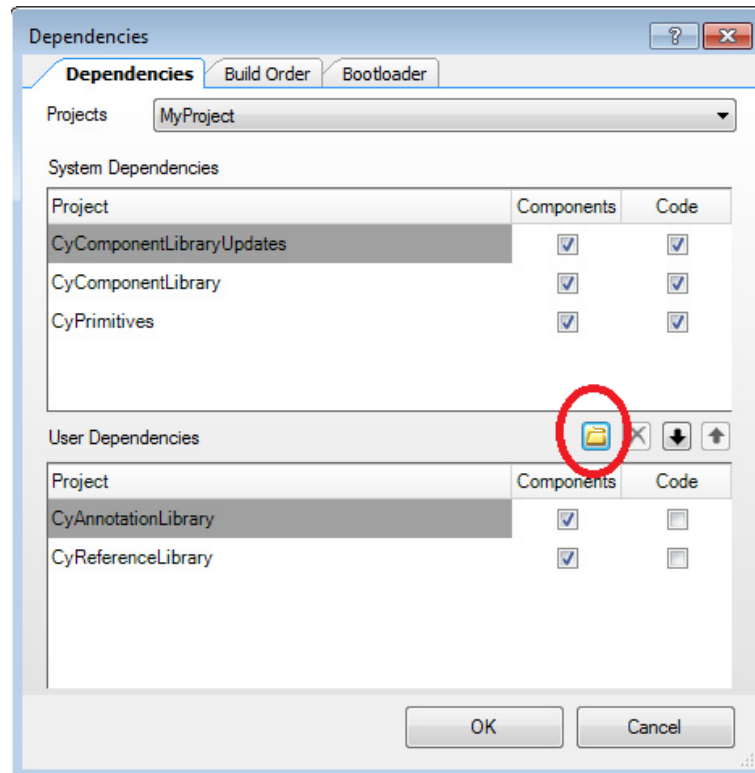 Dependencies
Dependencies Build Order Bootloader
Projects MyProject
System Dependencies
Project Components Code
CyComponentLibraryUpdates
CyComponentLibrary
CyPrimitives
User Dependencies
Project Components Code
CyAnnotationLibrary
CyReferenceLibrary
OK Cancel